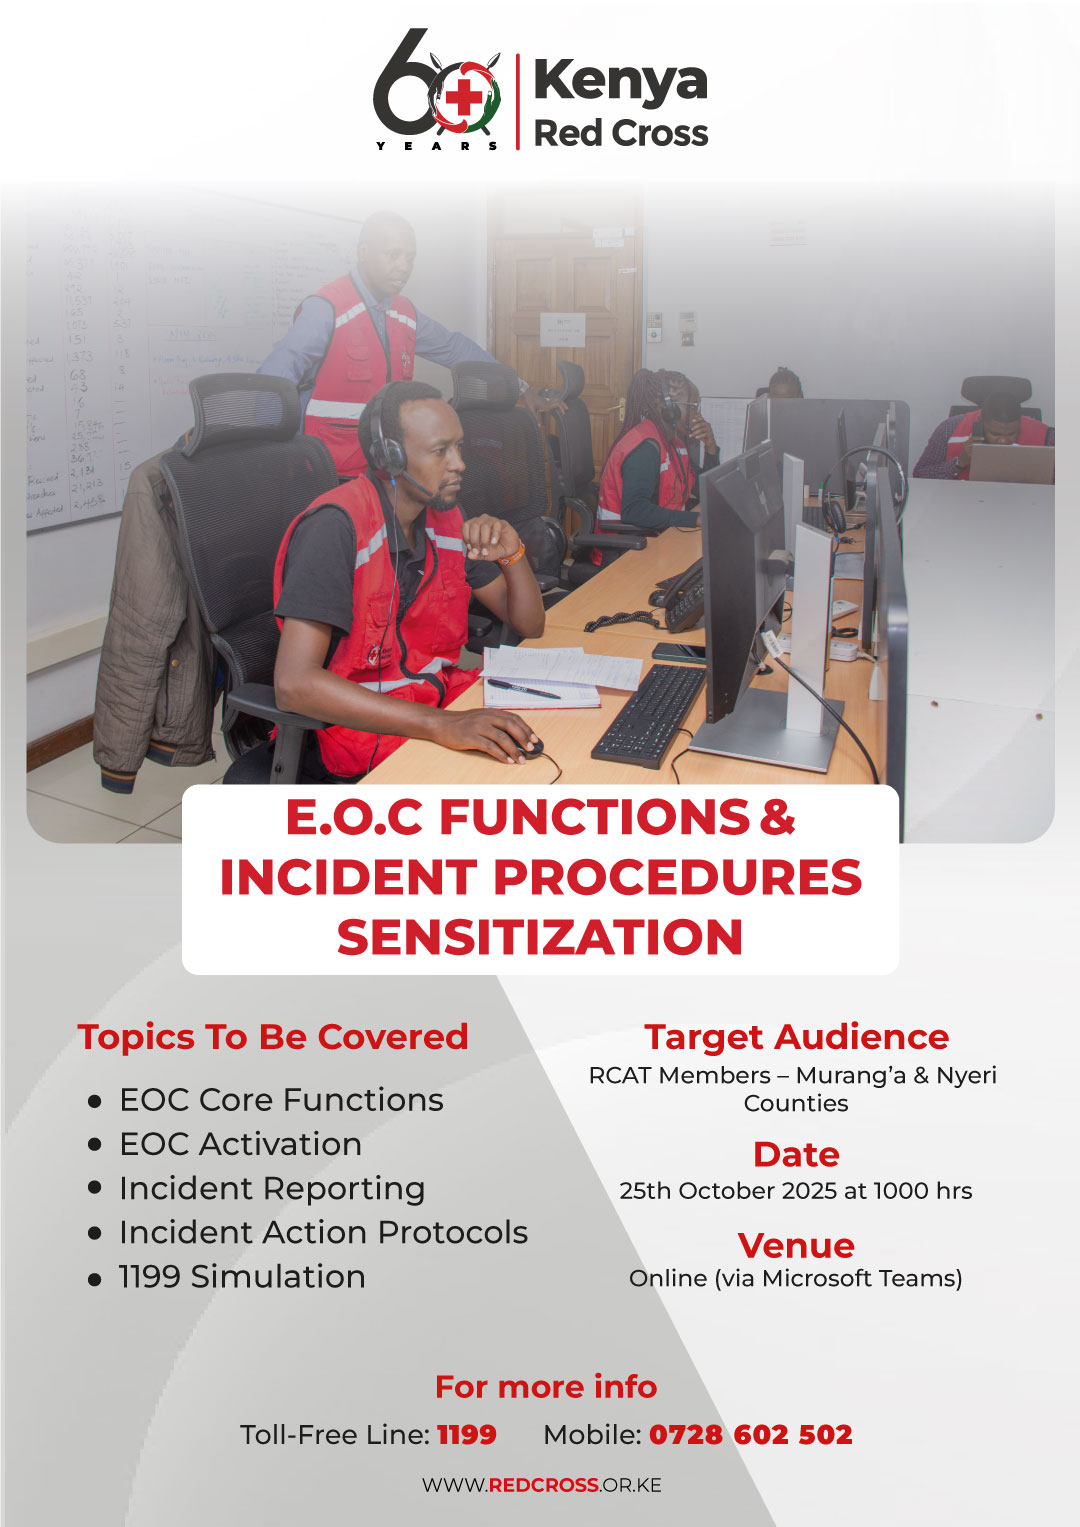 60
YEARS
Kenya
Red Cross
E.O.C FUNCTIONS &
INCIDENT PROCEDURES
SENSITIZATION
Topics To Be Covered
• EOC Core Functions
• EOC Activation
• Incident Reporting
• Incident Action Protocols
• 1199 Simulation
Target Audience
RCAT Members – Murang’a & Nyeri
Counties
Date
25th October 2025 at 1000 hrs
Venue
Online (via Microsoft Teams)
For more info
Toll-Free Line: 1199 Mobile: 0728 602 502
WWW.REDCROSS.OR.KE